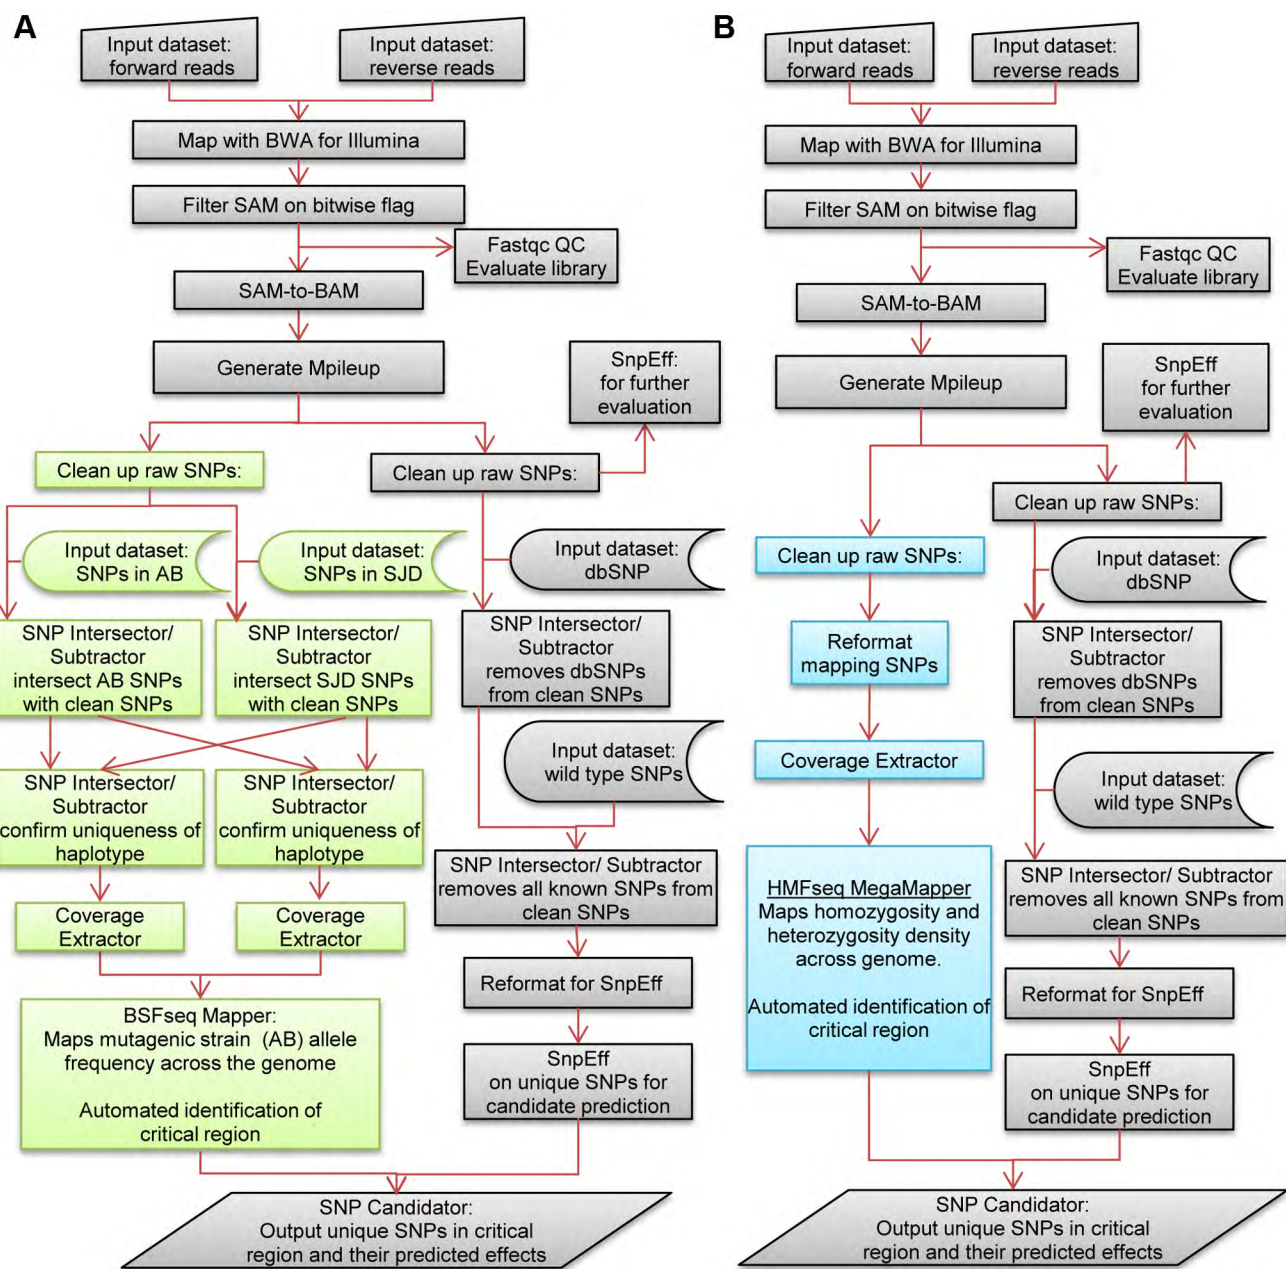 A
Input dataset:
forward reads
Input dataset:
reverse reads
Map with BWA for Illumina
Filter SAM on bitwise flag
Fastqc QC
Evaluate library
SAM-to-BAM
Generate Mpileup
SnpEff:
for further
evaluation
Clean up raw SNPs:
Clean up raw SNPs:
Input dataset:
SNPs in AB
Input dataset:
SNPs in SJD
Input dataset:
dbSNP
SNP Intersector/
Subtractor
intersect AB SNPs
with clean SNPs
SNP Intersector/
Subtractor
intersect SJD SNPs
with clean SNPs
SNP Intersector/
Subtractor
removes dbSNPs
from clean SNPs
Input dataset:
wild type SNPs
SNP Intersector/
Subtractor
confirm uniqueness of
haplotype
SNP Intersector/
Subtractor
confirm uniqueness of
haplotype
SNP Intersector/ Subtractor
removes all known SNPs from
clean SNPs
Coverage
Extractor
Coverage
Extractor
Reformat for SnpEff
BSFseq Mapper:
Maps mutagenic strain (AB) allele
frequency across the genome
Automated identification of
critical region
SnpEff
on unique SNPs for
candidate prediction
SNP Candidator:
Output unique SNPs in critical
region and their predicted effects
B
Input dataset:
forward reads
Input dataset:
reverse reads
Map with BWA for Illumina
Filter SAM on bitwise flag
Fastqc QC
Evaluate library
SAM-to-BAM
Generate Mpileup
SnpEff
for further
evaluation
Clean up raw SNPs:
Clean up raw SNPs:
Input dataset:
dbSNP
Reformat
mapping SNPs
SNP Intersector/
Subtractor
removes dbSNPs
from clean SNPs
Coverage Extractor
Input dataset:
wild type SNPs
HMFseq MegaMapper
Maps homozygosity and
heterozygosity density
across genome.
Automated identification of
critical region
SNP Intersector/ Subtractor
removes all known SNPs from
clean SNPs
Reformat for SnpEff
SnpEff
on unique SNPs for
candidate prediction
SNP Candidator:
Output unique SNPs in critical
region and their predicted effects